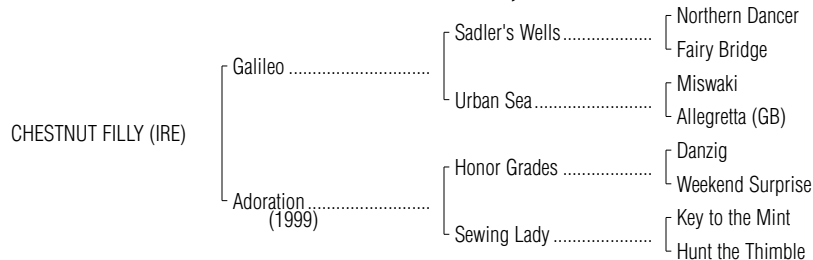 Northern Dancer
Sadler's Wells
Fairy Bridge
Galileo
Miswaki
Urban Sea
Allegretta (GB)
CHESTNUT FILLY (IRE)
Danzig
Honor Grades
Weekend Surprise
Adoration
(1999)
Key to the Mint
Sewing Lady
Hunt the Thimble